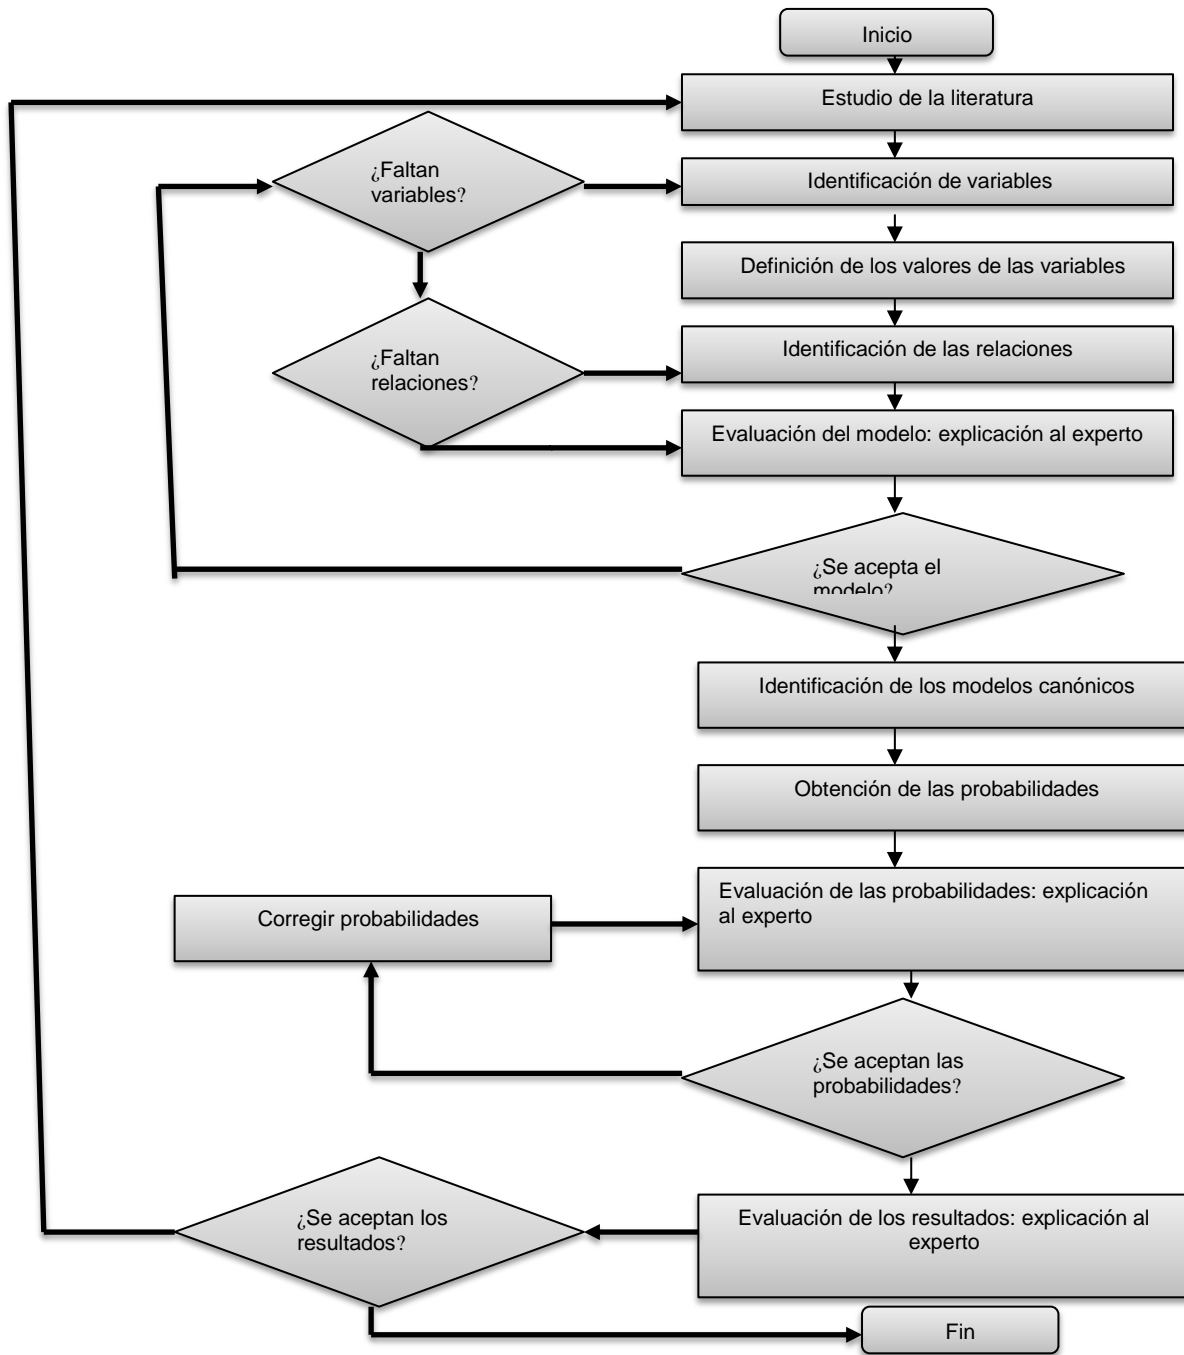 Inicio
Estudio de la literatura
¿Faltan
variables?
Identificación de variables
Definición de los valores de las variables
¿Faltan
relaciones?
Identificación de las relaciones
Evaluación del modelo: explicación al experto
¿Se acepta el
modelo?
Identificación de los modelos canónicos
Obtención de las probabilidades
Corregir probabilidades
Evaluación de las probabilidades: explicación
al experto
¿Se aceptan las
probabilidades?
¿Se aceptan los
resultados?
Evaluación de los resultados: explicación al
experto
Fin